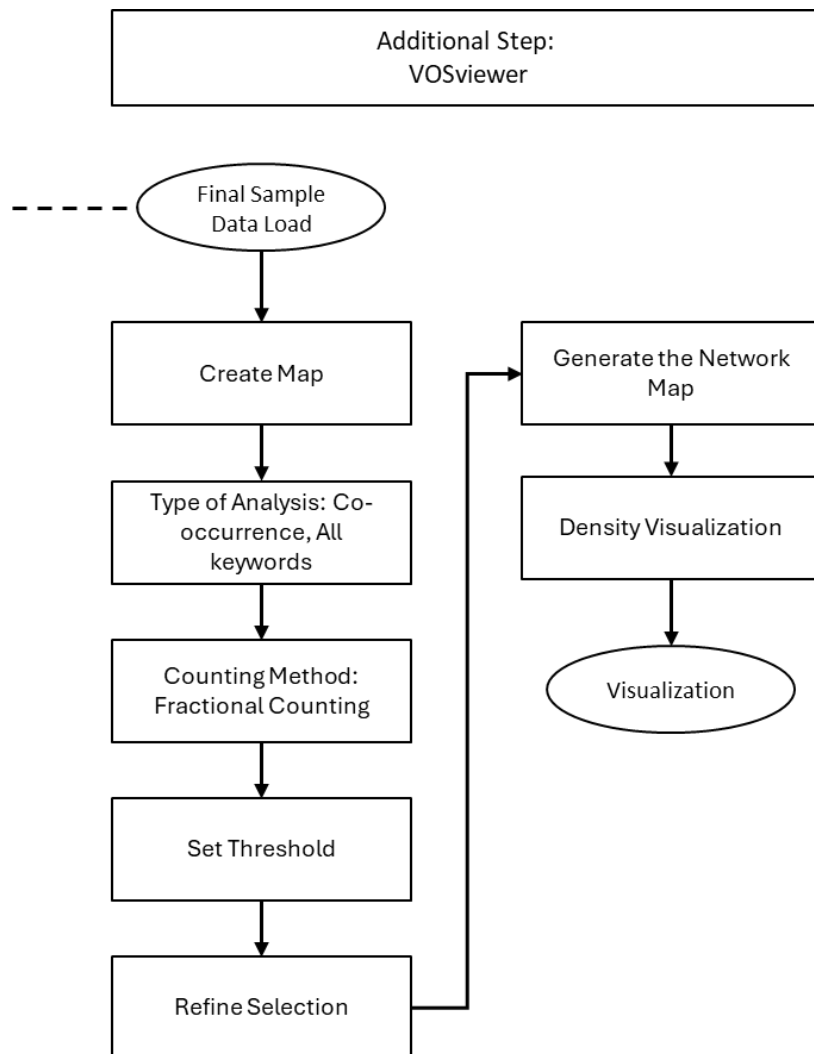 Additional Step:
VOSviewer
Final Sample
Data Load
Create Map
Type of Analysis: Co-
occurrence, All
keywords
Counting Method:
Fractional Counting
Set Threshold
Refine Selection
Generate the Network
Map
Density Visualization
Visualization